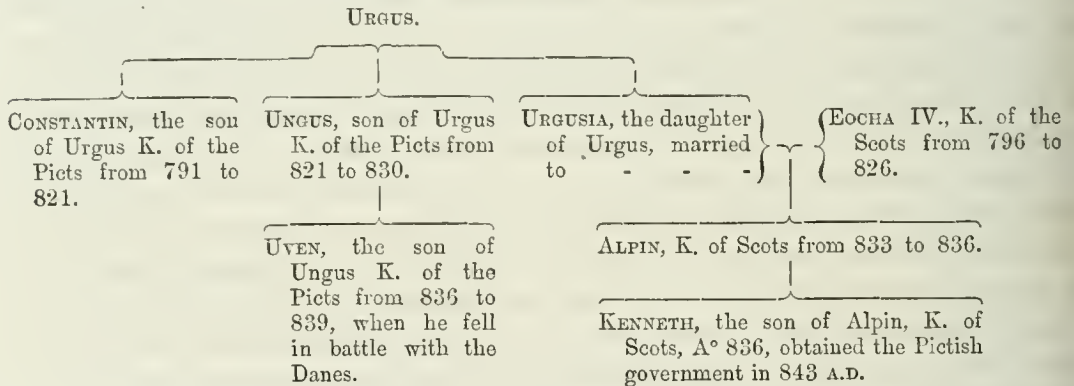 URGUS.
CONSTANTIN, the son
of Urgus K. of the
Picts from 791 to
821.
UNGUS, son of Urgus
K. of the Picts from
821 to 830.
URGUSIA, the daughter
of Urgus, married
to - - -
EOCHA IV., K. of the
Scots from 796 to
826.
UVEN, the son of
Ungus K. of the
Picts from 836 to
839, when he fell
in battle with the
Danes.
ALPIN, K. of Scots from 833 to 836.
KENNETH, the son of Alpin, K. of
Scots, A° 836, obtained the Pictish
government in 843 A.D.